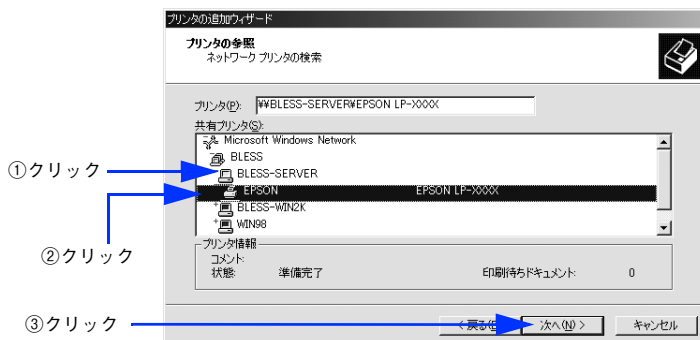 プリンタの追加ウィザード
プリンタの参照
ネットワーク プリンタの検索
プリンタ(P): ¥¥BLESS-SERVER¥EPSON LP-XXXX
共有プリンタ(S):
Microsoft Windows Network
BLESS
①クリック
BLESS-SERVER
EPSON EPSON LP-XXXX
BLESS-WIN2K
WIN98
②クリック
プリンタ情報
コメント:
状態: 準備完了 印刷待ちドキュメント: 0
③クリック
< 戻る 次へ(N) > キャンセル